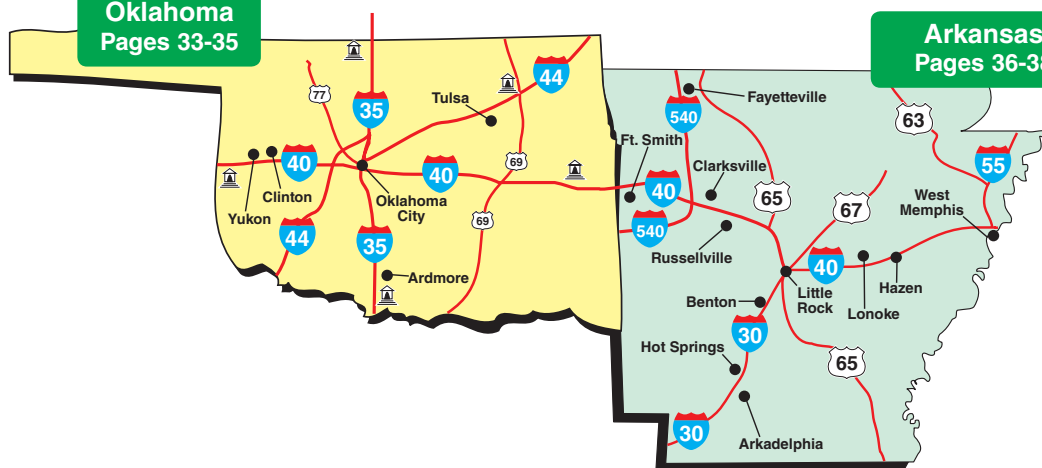 Oklahoma
Pages 33-35
Arkansas
Pages 36-38
77
35
44
Tulsa
69
40
Clinton
Yukon
40
Oklahoma
City
44
35
69
Ardmore
540
Fayetteville
63
Ft. Smith
Clarksville
55
40
65
67
West
Memphis
540
Russellville
40
Hazen
Little
Rock
Lonoke
Benton
30
Hot Springs
65
30
Arkadelphia